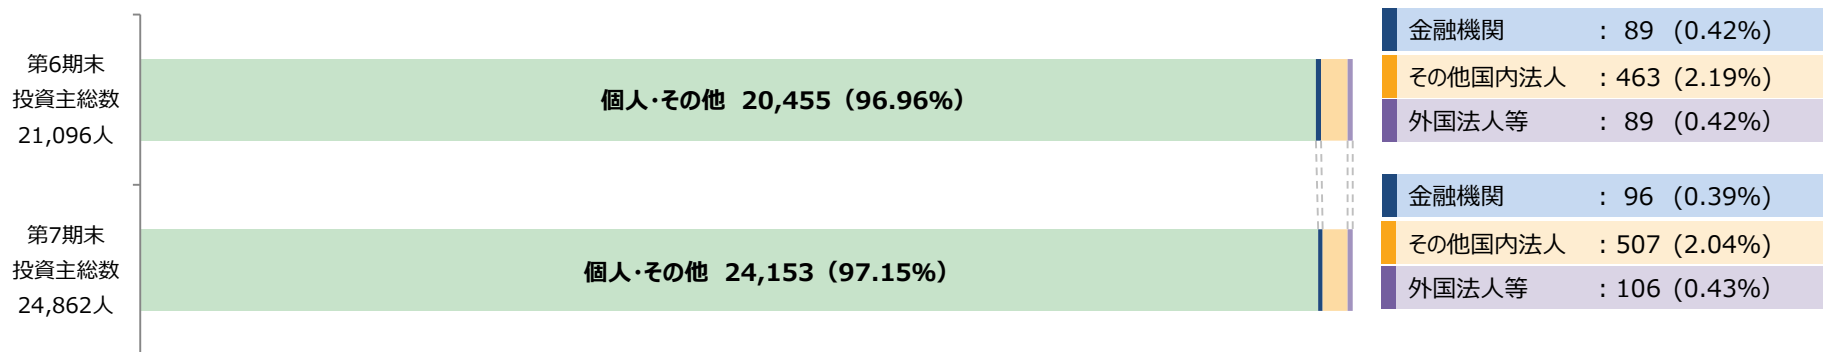 第6期末
投資主総数
21,096人
個人・その他 20,455（96.96%）
金融機関 : 89 (0.42%)
その他国内法人 : 463 (2.19%)
外国法人等 : 89 (0.42%）
第7期末
投資主総数
24,862人
個人・その他 24,153（97.15%）
金融機関 : 96 (0.39%)
その他国内法人 : 507 (2.04%)
外国法人等 : 106 (0.43%）